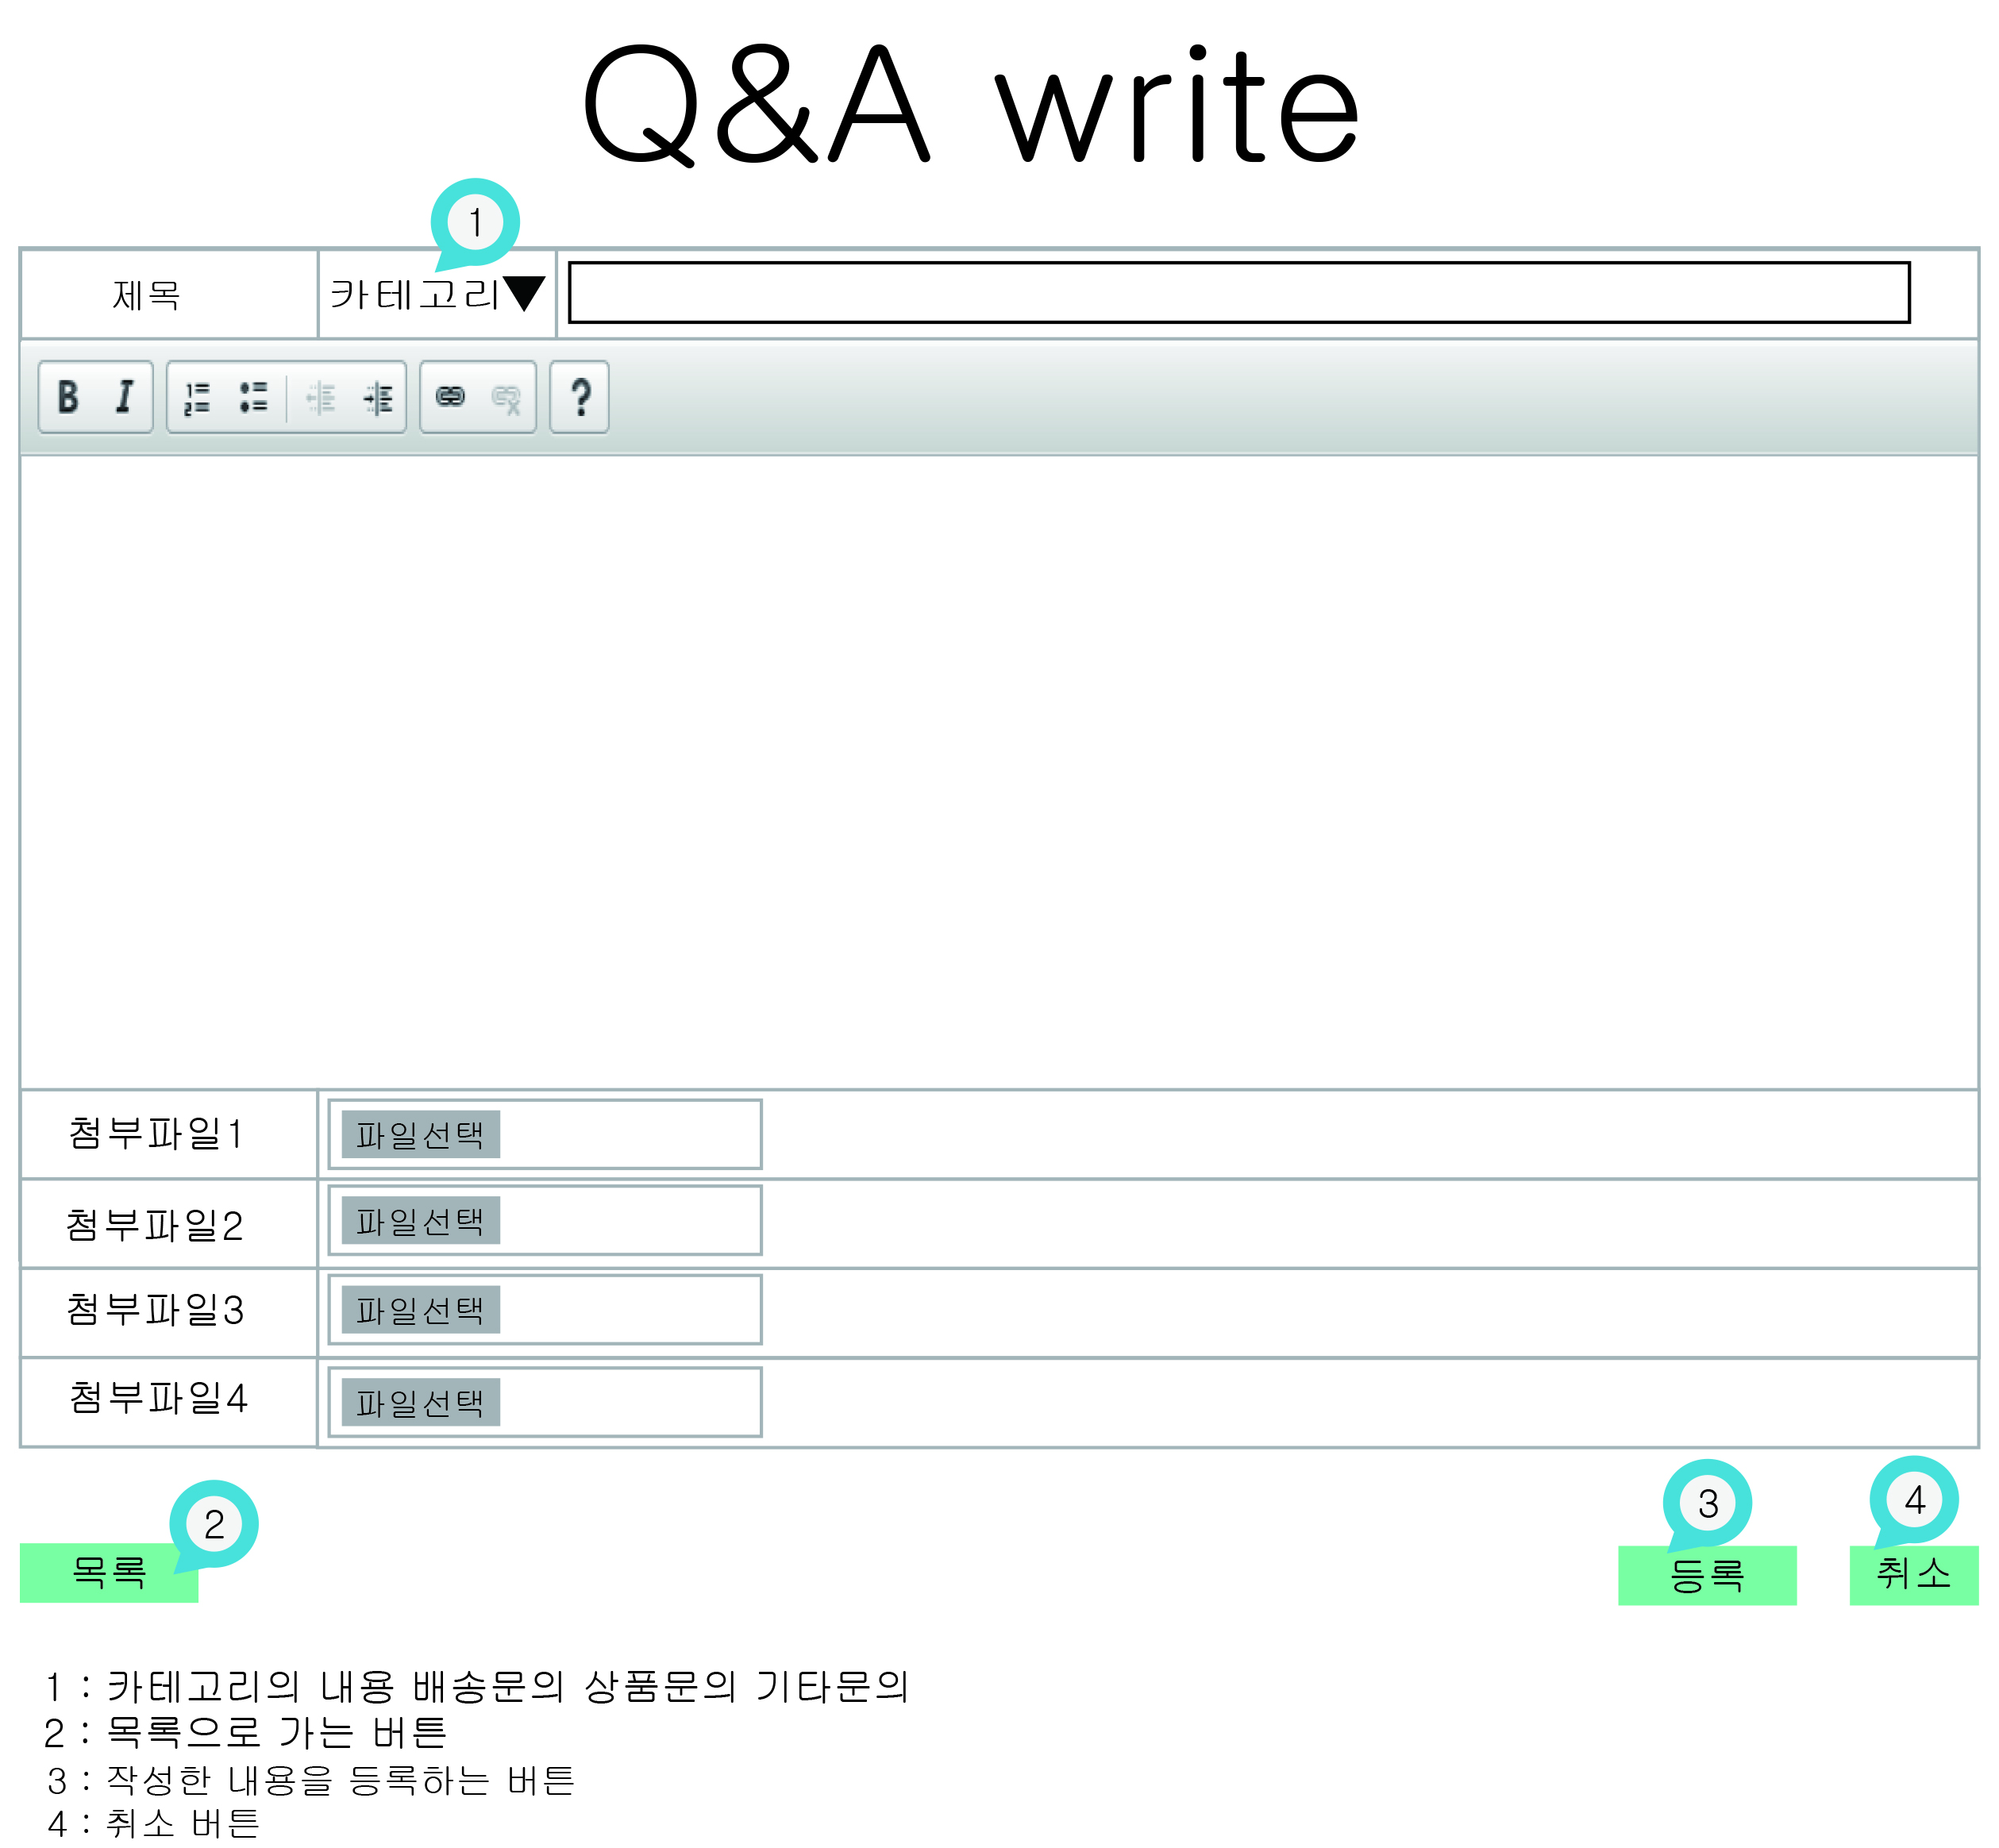 Q&A write
1
제목 카테고리▼
B I ?
첨부파일1 파일선택
첨부파일2 파일선택
첨부파일3 파일선택
첨부파일4 파일선택
2 3 4
목록 등록 취소
1 : 카테고리의 내용 배송문의 상품문의 기타문의
2 : 목록으로 가는 버튼
3 : 작성한 내용을 등록하는 버튼
4 : 취소 버튼